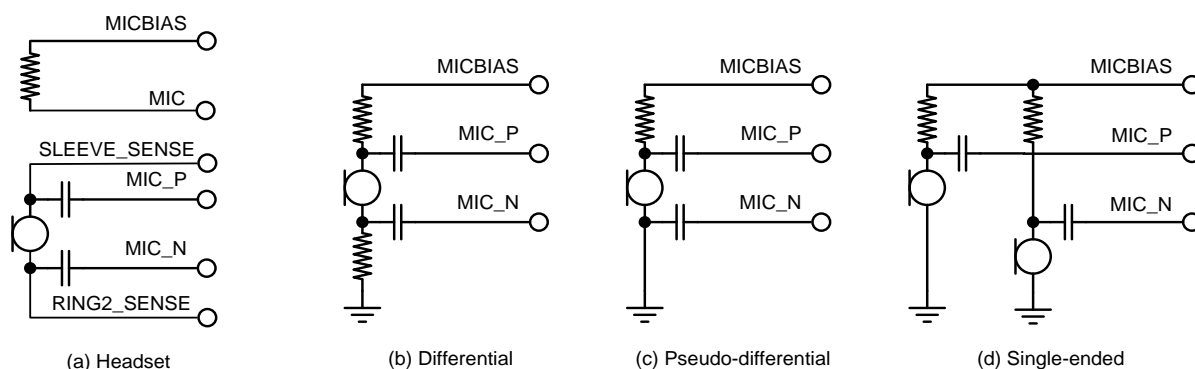 MICBIAS
MIC
SLEEVE_SENSE
MIC_P
MIC_N
RING2_SENSE
(a) Headset
MICBIAS
MIC_P
MIC_N
(b) Differential
MICBIAS
MIC_P
MIC_N
(c) Pseudo-differential
MICBIAS
MIC_P
MIC_N
(d) Single-ended